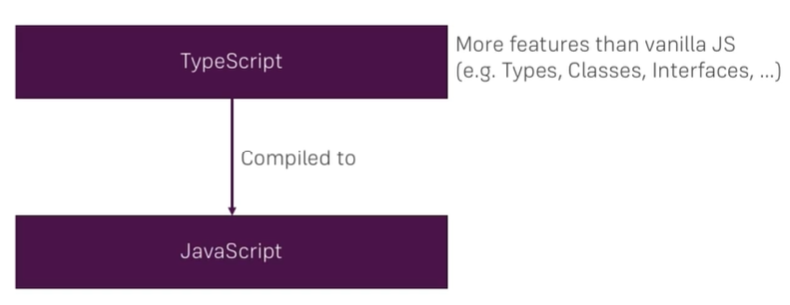 TypeScript
More features than vanilla JS
(e.g. Types, Classes, Interfaces, ...)
Compiled to
JavaScript